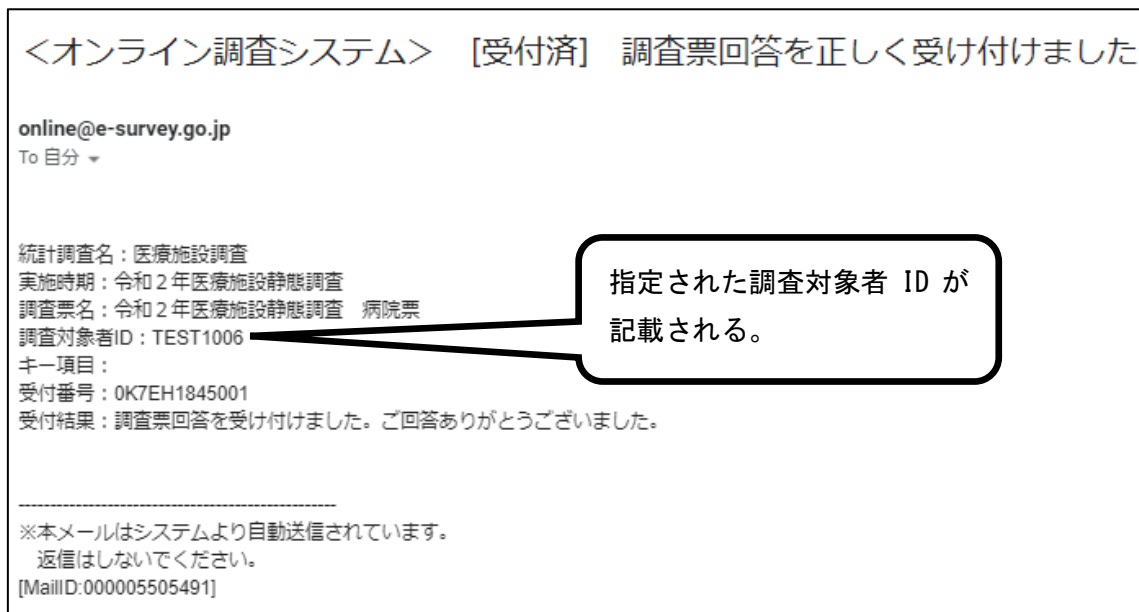 ＜オンライン調査システム＞　[受付済]　調査票回答を正しく受け付けました
online@e-survey.go.jp
To 自分
統計調査名：医療施設調査
実施時期：令和２年医療施設静態調査
調査票名：令和２年医療施設静態調査　病院票
調査対象者ID：TEST1006
キー項目：
受付番号：0K7EH1845001
受付結果：調査票回答を受け付けました。ご回答ありがとうございました。
指定された調査対象者 ID が
記載される。
--------------------------------------------------
※本メールはシステムより自動送信されています。
　返信はしないでください。
[MailID:000005505491]